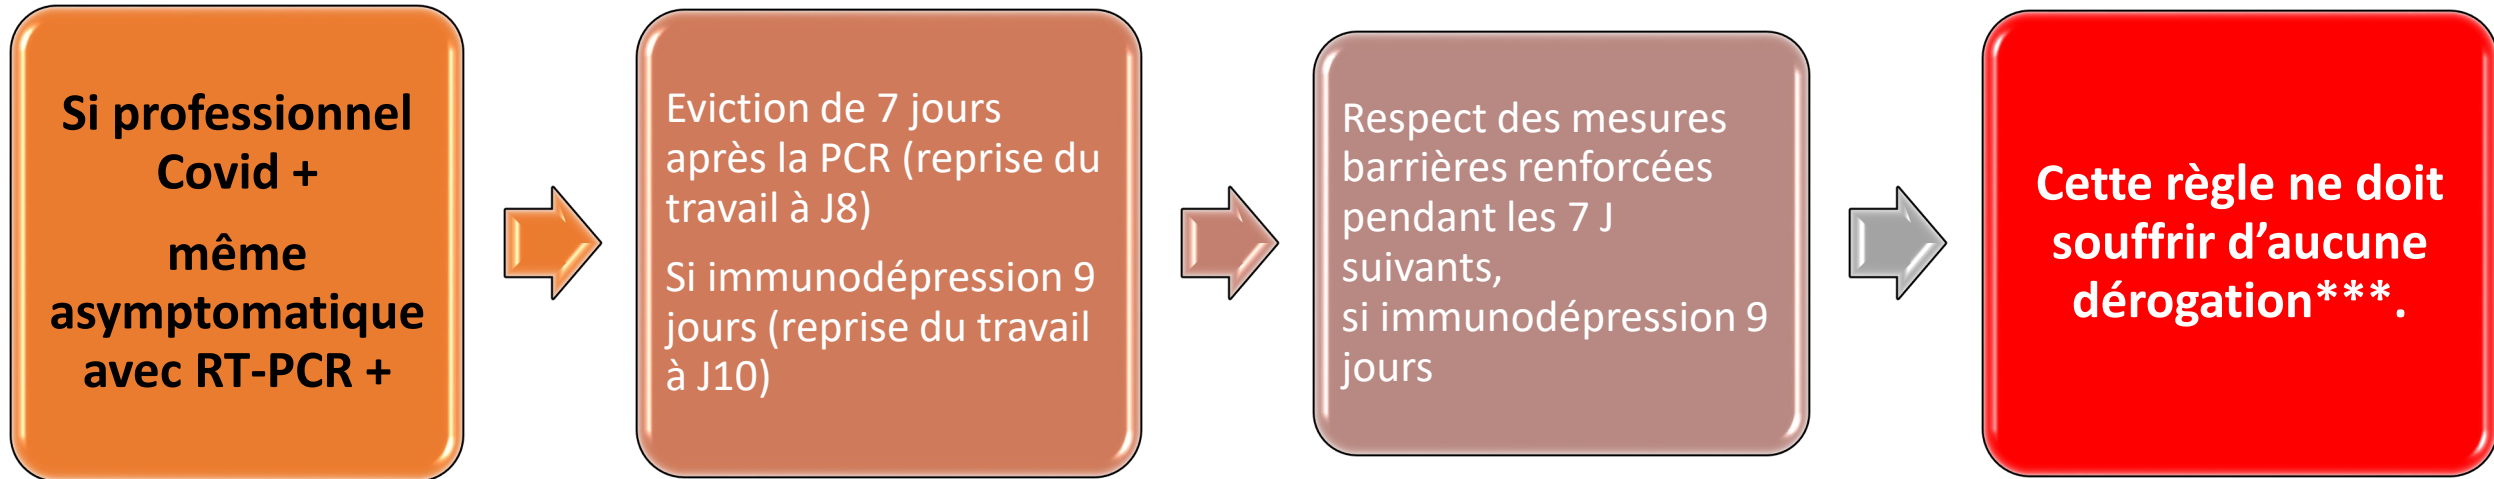 Si professionnel
Covid +
même
asymptomatique
avec RT-PCR +
Eviction de 7 jours
après la PCR (reprise du
travail à J8)
Si immunodépression 9
jours (reprise du travail
à J10)
Respect des mesures
barrières renforcées
pendant les 7 J
suivants,
si immunodépression 9
jours
Cette règle ne doit
souffrir d’aucune
dérogation***.